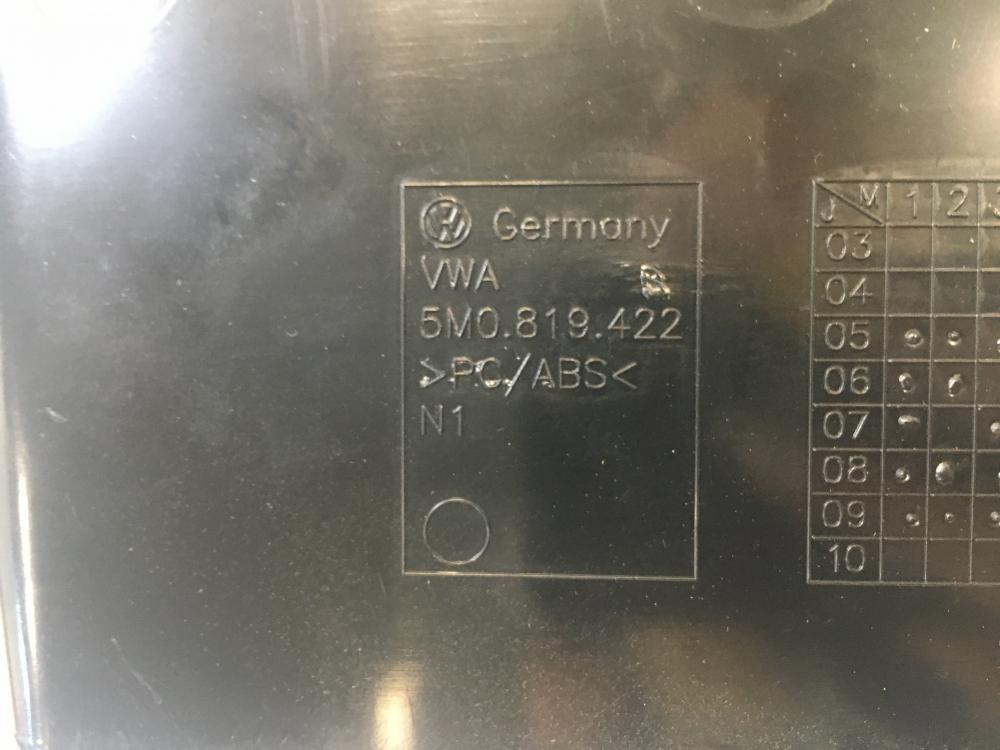 Germany
VWA
5M0.819.422
>PC/ABS<
N1
J M 1 2
03
04
05
06
07
08
09
10